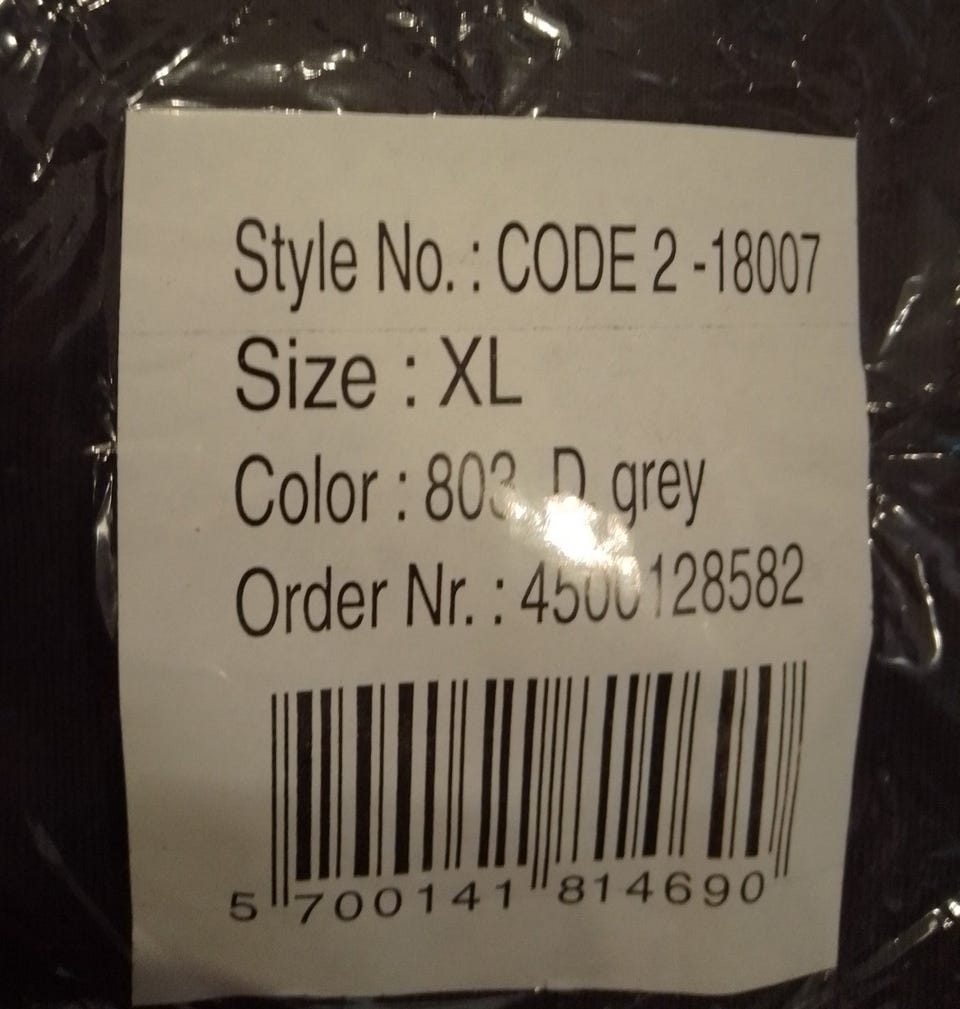 Style No. : CODE 2 -18007
Size : XL
Color : 803 D. grey
Order Nr. : 4500128582
5 700141 814690